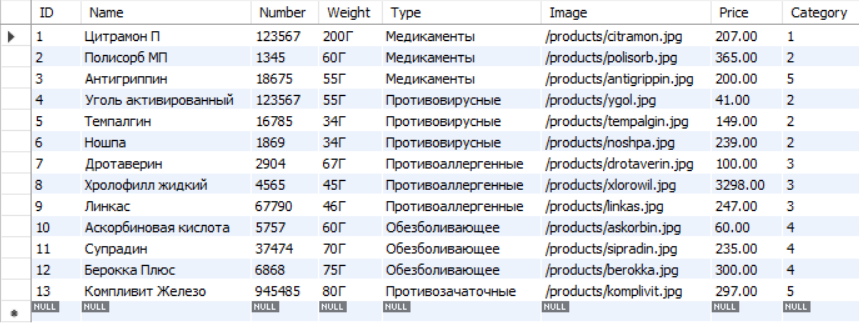 ID Name Number Weight Type Image Price Category
1 Цитрамон П 123567 200Г Медикаменты /products/citramon.jpg 207.00 1
2 Полисорб МП 1345 60Г Медикаменты /products/polisorb.jpg 365.00 2
3 Антигриппин 18675 55Г Медикаменты /products/antigrippin.jpg 200.00 5
4 Уголь активированный 123567 55Г Противовирусные /products/ygol.jpg 41.00 2
5 Темпалгин 16785 34Г Противовирусные /products/tempalgin.jpg 149.00 2
6 Ношпа 1869 34Г Противовирусные /products/noshpa.jpg 239.00 2
7 Дротаверин 2904 67Г Противоаллергенные /products/drotaverin.jpg 100.00 3
8 Хролофилл жидкий 4565 45Г Противоаллергенные /products/xlorowil.jpg 3298.00 3
9 Линкас 67790 46Г Противоаллергенные /products/linkas.jpg 247.00 3
10 Аскорбиновая кислота 5757 60Г Обезболивающее /products/askorbin.jpg 60.00 4
11 Супрадин 37474 70Г Обезболивающее /products/sipradin.jpg 235.00 4
12 Берокка Плюс 6868 75Г Обезболивающее /products/berokka.jpg 300.00 4
13 Компливит Железо 945485 80Г Противозачаточные /products/komplivit.jpg 297.00 5
NULL NULL NULL NULL NULL NULL NULL NULL